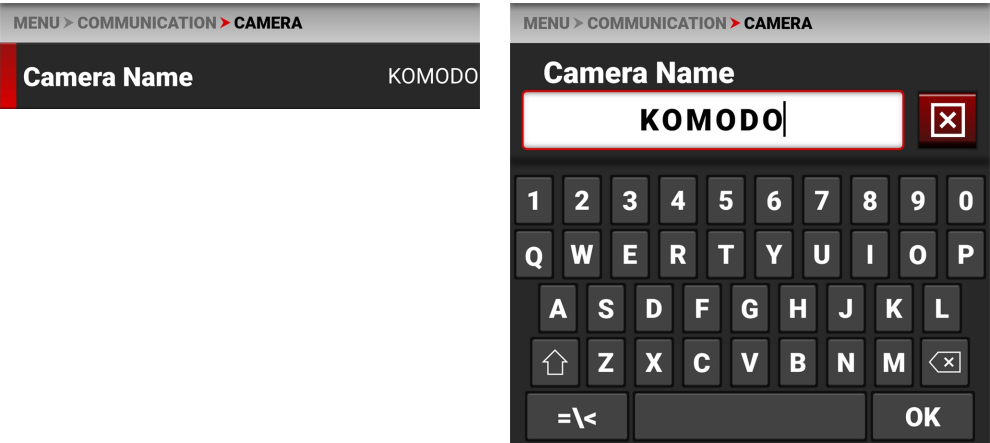 MENU > COMMUNICATION > CAMERA
Camera Name KOMODO
MENU > COMMUNICATION > CAMERA
Camera Name
KOMODO
1 2 3 4 5 6 7 8 9 0
Q W E R T Y U I O P
A S D F G H J K L
Z X C V B N M
=\< OK